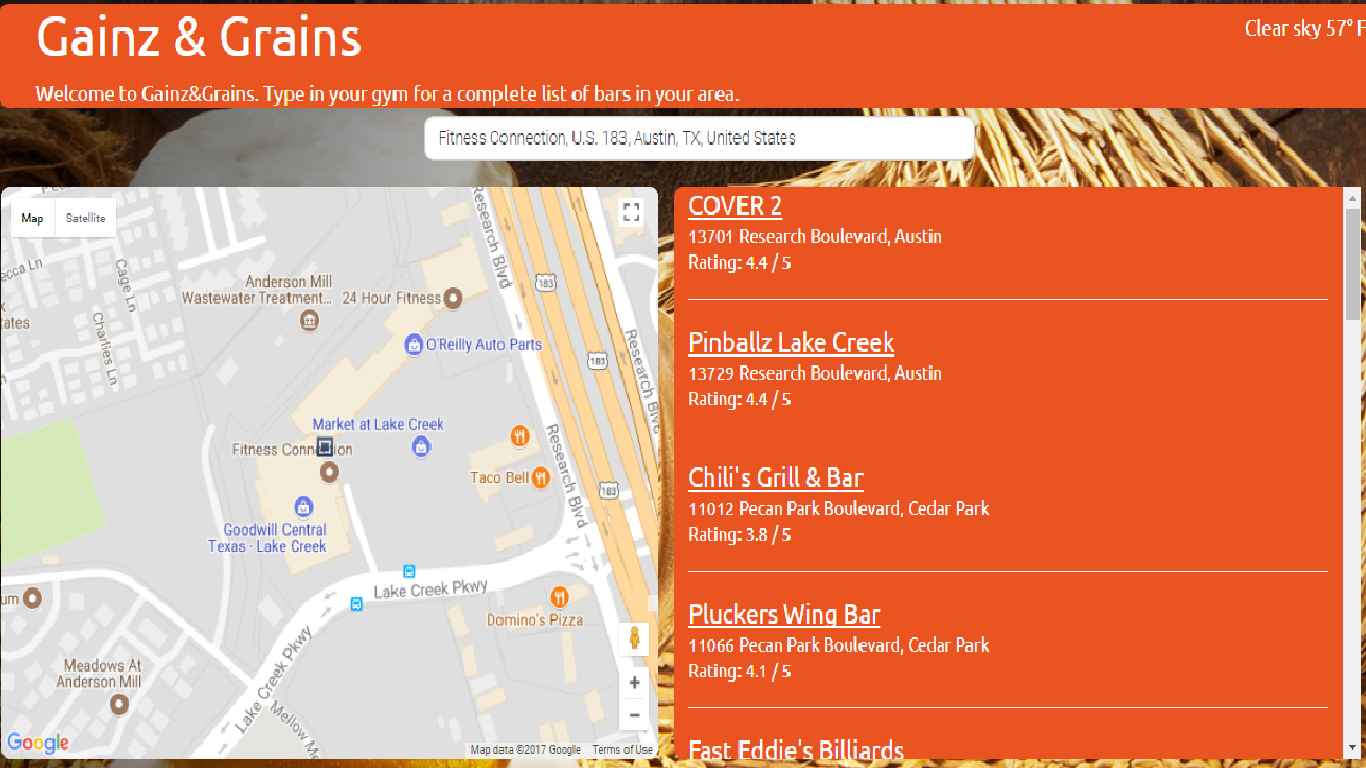 Gainz & Grains
Clear sky 57° F
Welcome to Gainz&Grains. Type in your gym for a complete list of bars in your area.
Fitness Connection, U.S. 183, Austin, TX, United States
Map
Satellite
Cage Ln
Charlies Ln
Anderson Mill
Wastewater Treatment...
24 Hour Fitness
O'Reilly Auto Parts
Research Blvd
183
Research Blvd
183
Market at Lake Creek
Fitness Connection
Taco Bell
Research Blvd
183
Goodwill Central
Texas - Lake Creek
Lake Creek Pkwy
Domino's Pizza
Meadows At
Anderson Mill
Lake Creek Pkwy
Google
Map data ©2017 Google
Terms of Use
COVER 2
13701 Research Boulevard, Austin
Rating: 4.4 / 5
Pinballz Lake Creek
13729 Research Boulevard, Austin
Rating: 4.4 / 5
Chili's Grill & Bar
11012 Pecan Park Boulevard, Cedar Park
Rating: 3.8 / 5
Pluckers Wing Bar
11066 Pecan Park Boulevard, Cedar Park
Rating: 4.1 / 5
Fast Eddie's Billiards